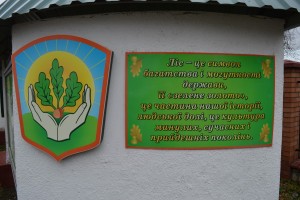 Ліс – це символ
багатства і могутності
держави,
її «зелене золото»,
це частина нашої історії,
людської долі, це культура
минулих, сучасних і
прийдешніх поколінь